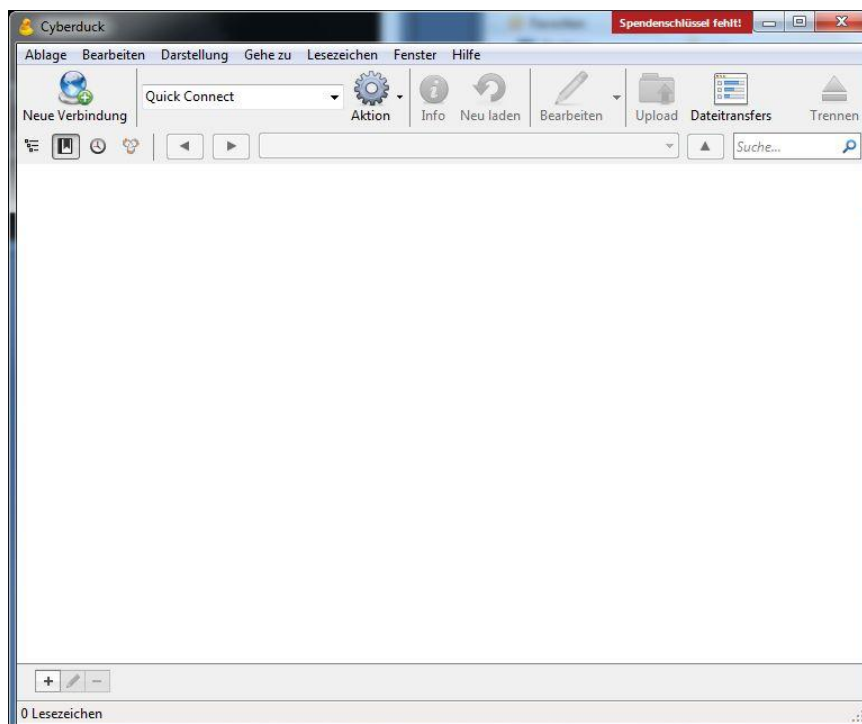 Cyberduck
Spendenschlüssel fehlt!
Ablage Bearbeiten Darstellung Gehe zu Lesezeichen Fenster Hilfe
Quick Connect
Neue Verbindung Aktion Info Neu laden Bearbeiten Upload Dateitransfers Trennen
Suche...
0 Lesezeichen